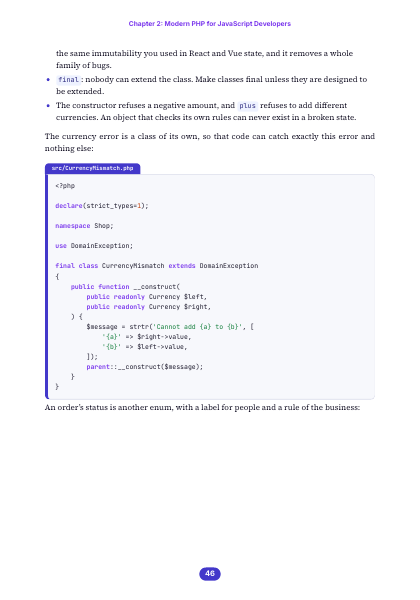 Chapter 2: Modern PHP for JavaScript Developers
the same immutability you used in React and Vue state, and it removes a whole
family of bugs.
• final: nobody can extend the class. Make classes final unless they are designed to
be extended.
• The constructor refuses a negative amount, and plus refuses to add different
currencies. An object that checks its own rules can never exist in a broken state.
The currency error is a class of its own, so that code can catch exactly this error and
nothing else:
src/CurrencyMismatch.php
<?php
declare(strict_types=1);
namespace Shop;
use DomainException;
final class CurrencyMismatch extends DomainException
{
    public function __construct(
        public readonly Currency $left,
        public readonly Currency $right,
    ) {
        $message = strtr('Cannot add {a} to {b}', [
            '{a}' => $right->value,
            '{b}' => $left->value,
        ]);
        parent::__construct($message);
    }
}
An order's status is another enum, with a label for people and a rule of the business:
46